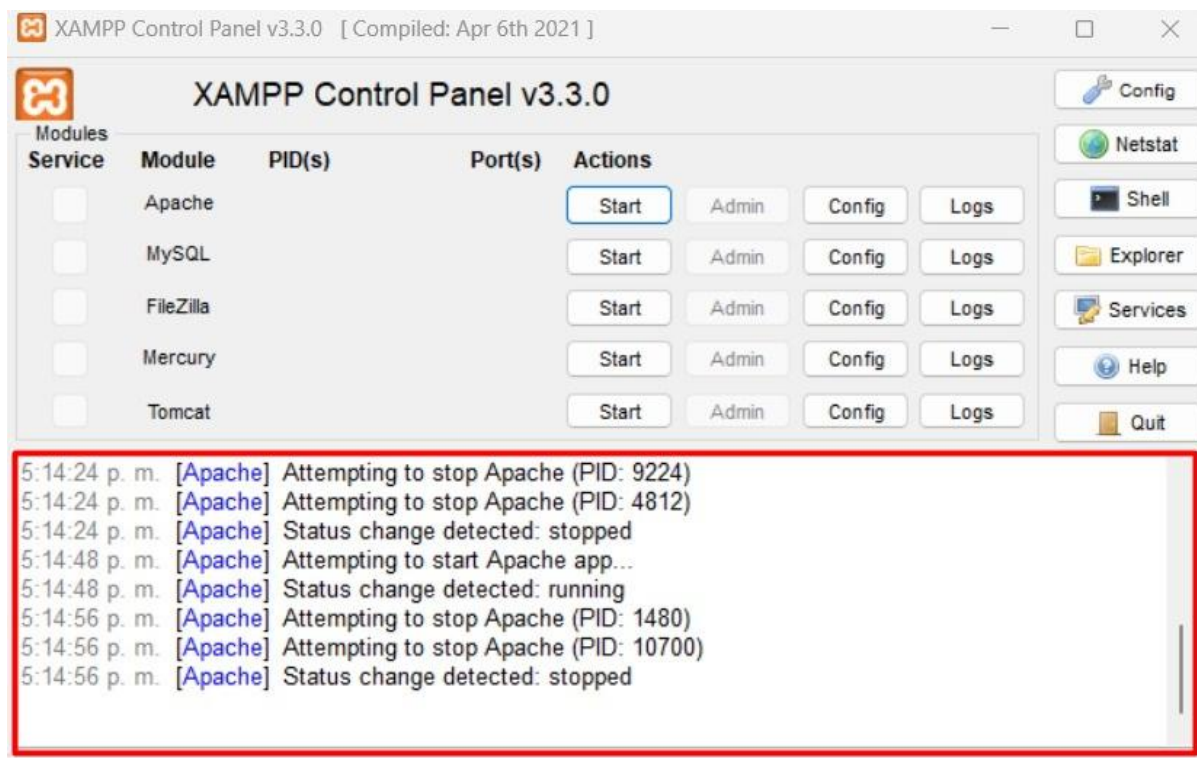 XAMPP Control Panel v3.3.0 [ Compiled: Apr 6th 2021 ]
XAMPP Control Panel v3.3.0
Modules
Service Module PID(s) Port(s) Actions
Apache Start Admin Config Logs
MySQL Start Admin Config Logs
FileZilla Start Admin Config Logs
Mercury Start Admin Config Logs
Tomcat Start Admin Config Logs
Config
Netstat
Shell
Explorer
Services
Help
Quit
5:14:24 p. m. [Apache] Attempting to stop Apache (PID: 9224)
5:14:24 p. m. [Apache] Attempting to stop Apache (PID: 4812)
5:14:24 p. m. [Apache] Status change detected: stopped
5:14:48 p. m. [Apache] Attempting to start Apache app...
5:14:48 p. m. [Apache] Status change detected: running
5:14:56 p. m. [Apache] Attempting to stop Apache (PID: 1480)
5:14:56 p. m. [Apache] Attempting to stop Apache (PID: 10700)
5:14:56 p. m. [Apache] Status change detected: stopped